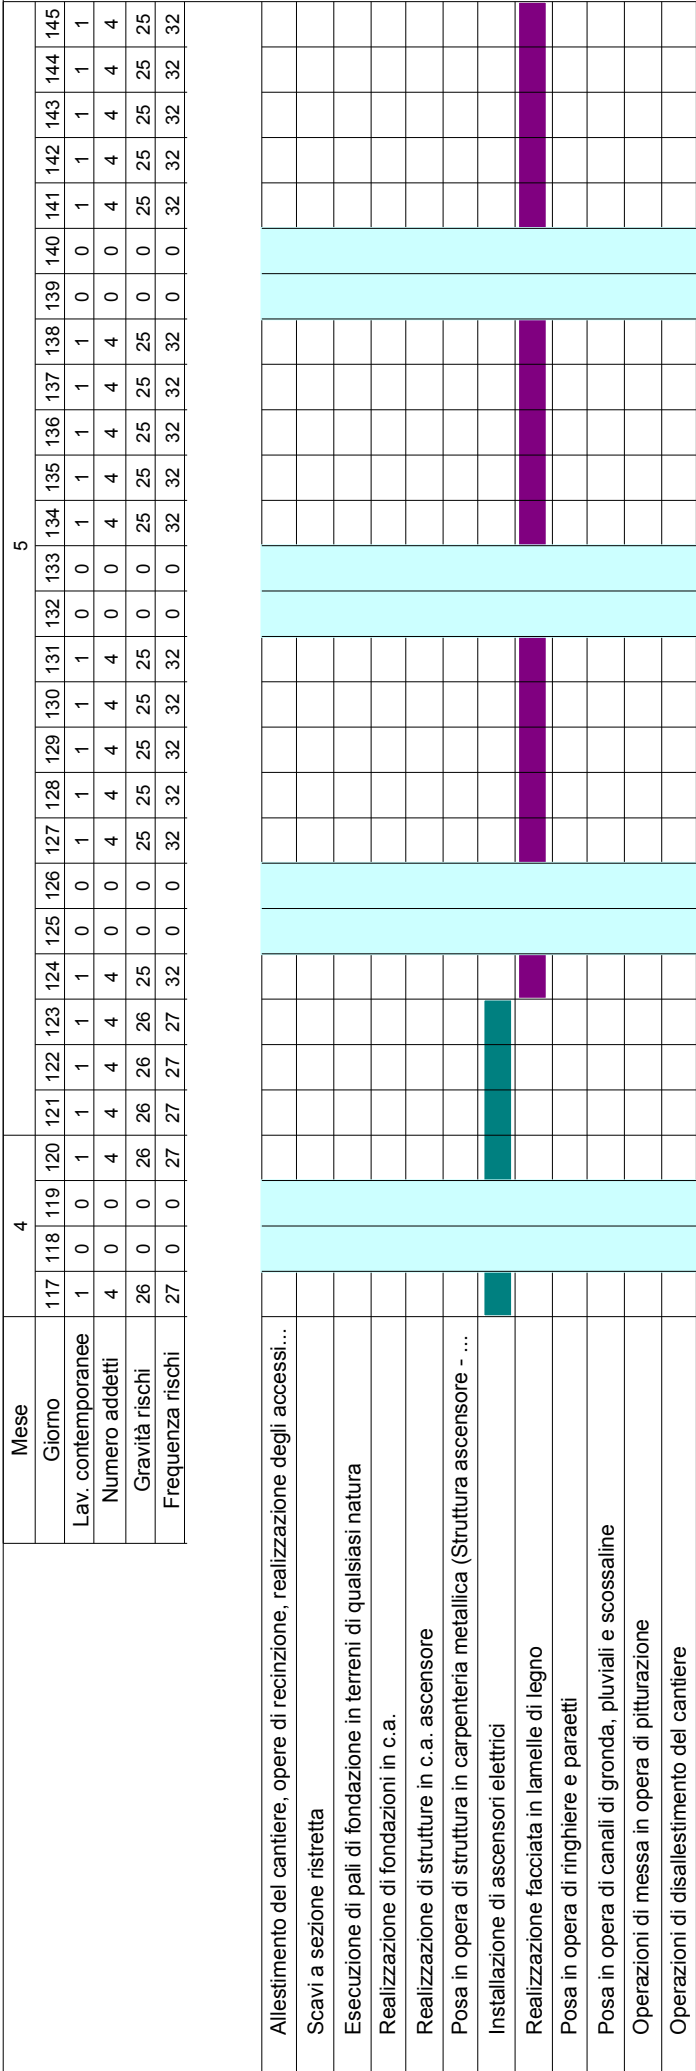 Mese 4 5
Giorno 117 118 119 120 121 122 123 124 125 126 127 128 129 130 131 132 133 134 135 136 137 138 139 140 141 142 143 144 145
Lav. contemporanee 1 0 0 1 1 1 1 1 0 0 1 1 1 1 1 0 0 1 1 1 1 1 0 0 1 1 1 1 1
Numero addetti 4 0 0 4 4 4 4 4 0 0 4 4 4 4 4 0 0 4 4 4 4 4 0 0 4 4 4 4 4
Gravità rischi 26 0 0 26 26 26 26 25 0 0 25 25 25 25 25 0 0 25 25 25 25 25 0 0 25 25 25 25 25
Frequenza rischi 27 0 0 27 27 27 27 32 0 0 32 32 32 32 32 0 0 32 32 32 32 32 0 0 32 32 32 32 32
Allestimento del cantiere, opere di recinzione, realizzazione degli accessi...
Scavi a sezione ristretta
Esecuzione di pali di fondazione in terreni di qualsiasi natura
Realizzazione di fondazioni in c.a.
Realizzazione di strutture in c.a. ascensore
Posa in opera di struttura in carpenteria metallica (Struttura ascensore - ...
Installazione di ascensori elettrici
Realizzazione facciata in lamelle di legno
Posa in opera di ringhiere e paraetti
Posa in opera di canali di gronda, pluviali e scossaline
Operazioni di messa in opera di pitturazione
Operazioni di disallestimento del cantiere